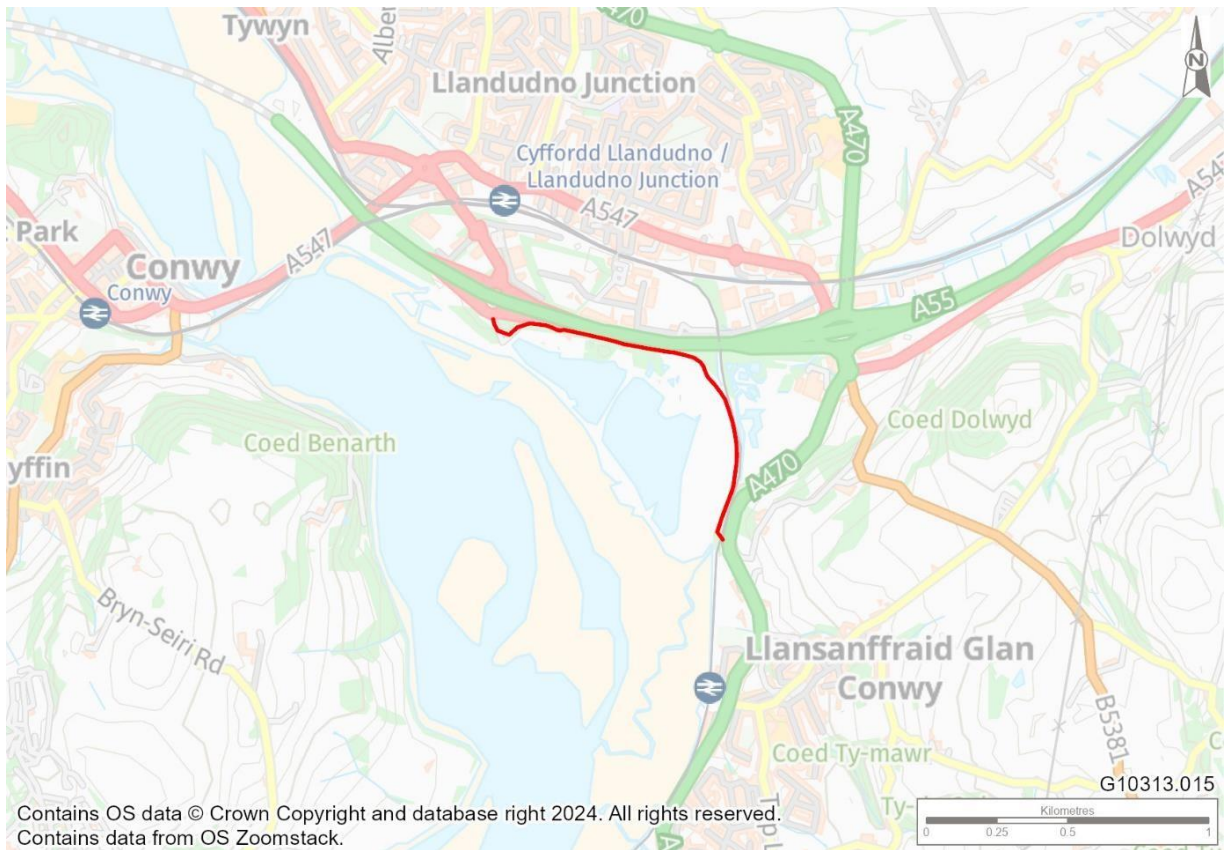 Tywyn
A470
Llandudno Junction
A470
Cyffordd Llandudno /
Llandudno Junction
A547
A547
Park
Conwy
Conwy
Dolwyd
A55
Coed Benarth
Coed Dolwyd
yffin
A470
Bryn-Seiri Rd
Llansanffraid Glan
Conwy
B5381
Coed Ty-mawr
G10313.015
Contains OS data © Crown Copyright and database right 2024. All rights reserved.
Contains data from OS Zoomstack.
Kilometres
0 0.25 0.5 1
N